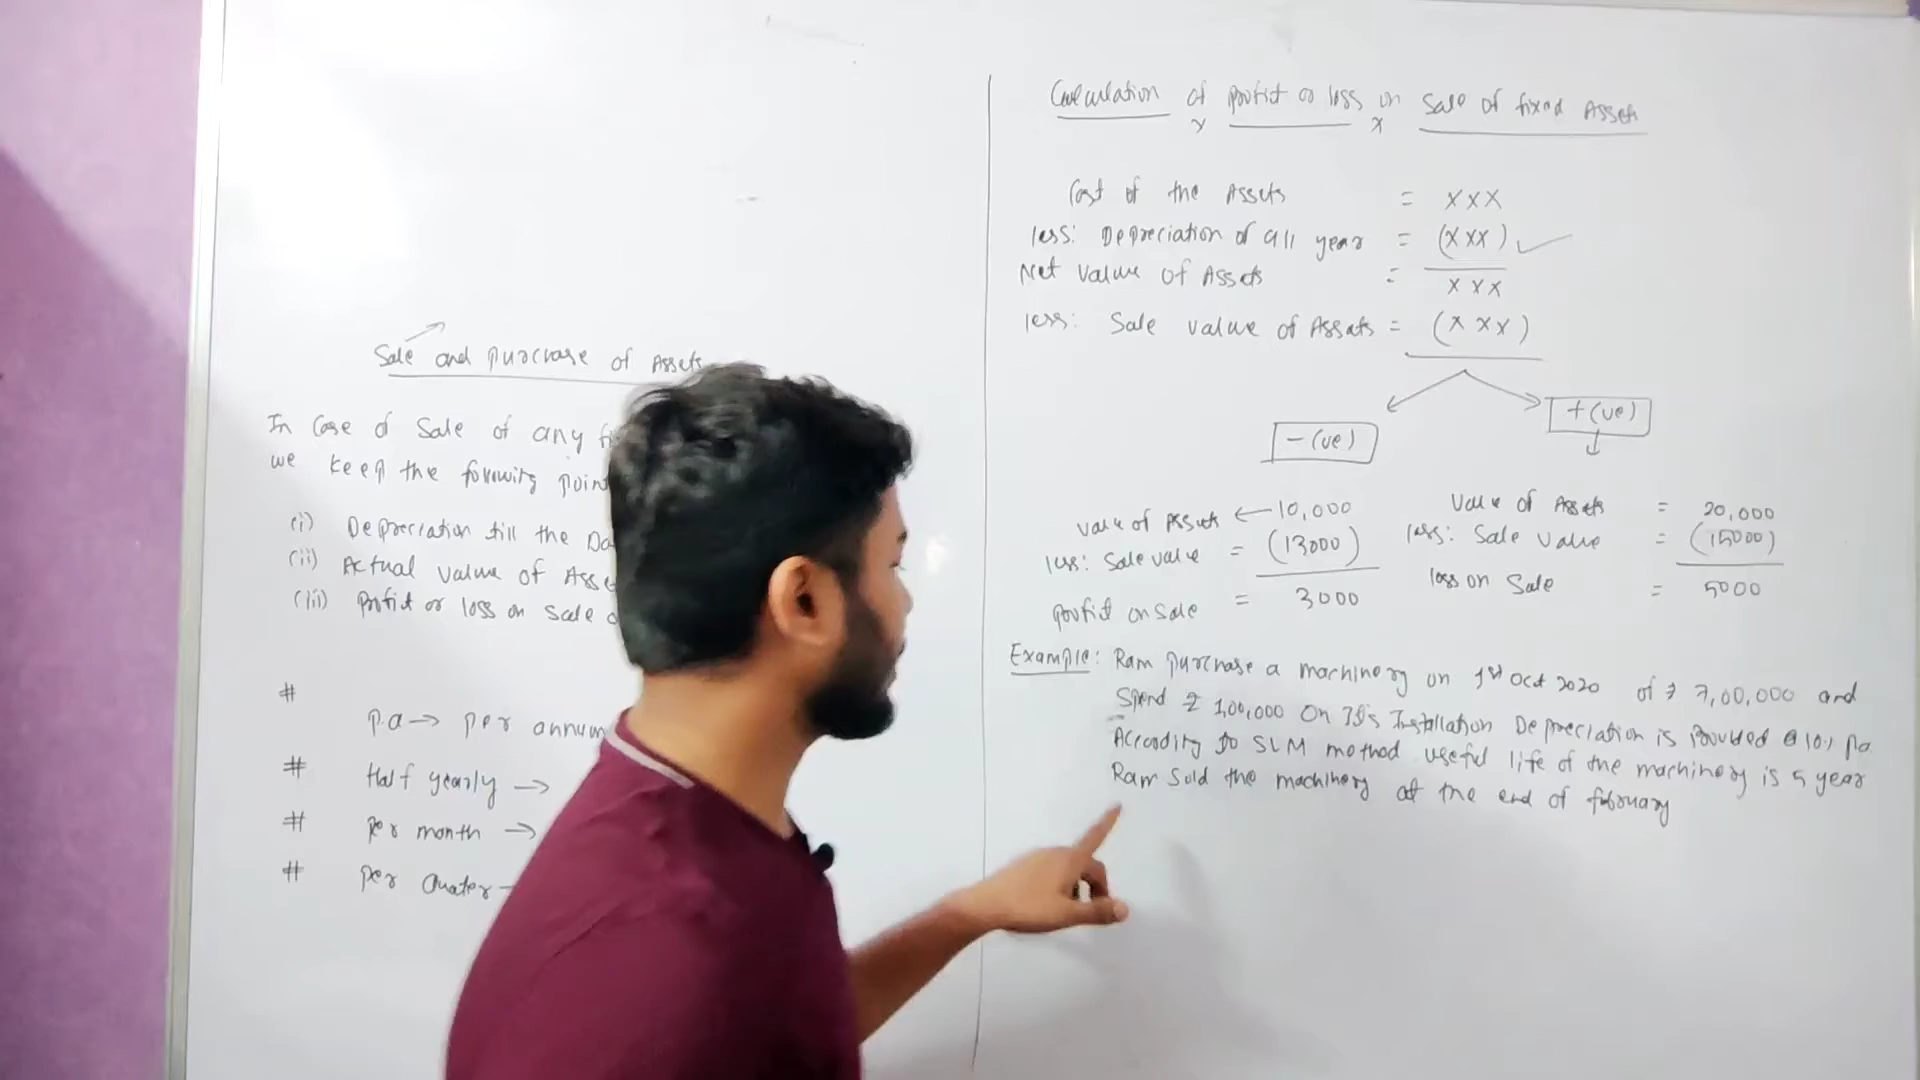 Sale and purchase of Assets
In Case of Sale of any
we keep the following
(i) Depreciation till the
(ii) Actual value of
(iii) Profit or loss on Sale
#
p.a → per annum
# Half yearly →
# per month →
# per Quater →
Calculation of profit or loss on Sale of fixed Assets
x x
Cost of the Assets = xxx
less: Depreciation of all year = (xxx)
Net value of Assets = xxx
less: Sale value of Assets = (xxx)
-(ve) +(ve)
value of Assets ← 10,000
less: Sale value = (13000)
profit on sale = 3000
value of Assets = 20,000
less: Sale value = (15000)
loss on Sale = 5000
Example: Ram purchase a machinery on 1st Oct 2020 of ₹ 7,00,000 and
Spend ₹ 1,00,000 On Its Installation Depreciation is Provided @ 10% pa.
According to SLM method. useful life of the machinery is 5 year
Ram Sold the machinery at the end of february